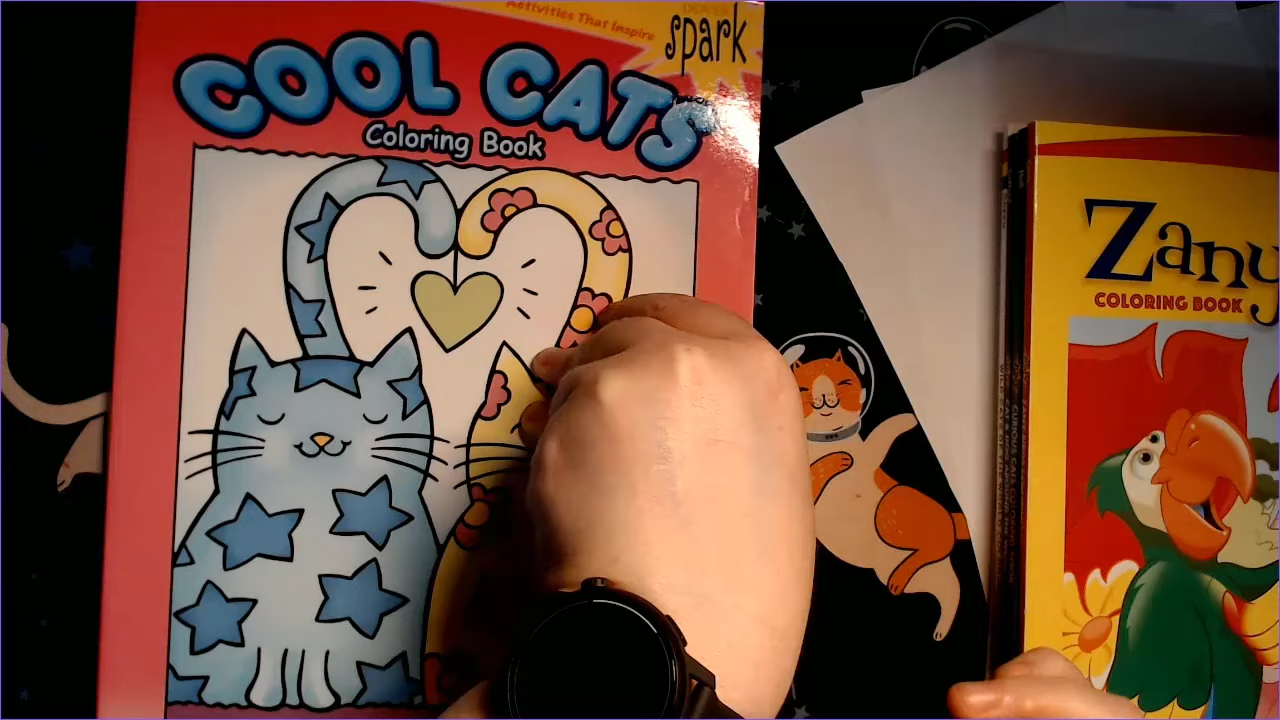 Activities That Inspire
spark
COOL CATS
Coloring Book
Zany
COLORING BOOK